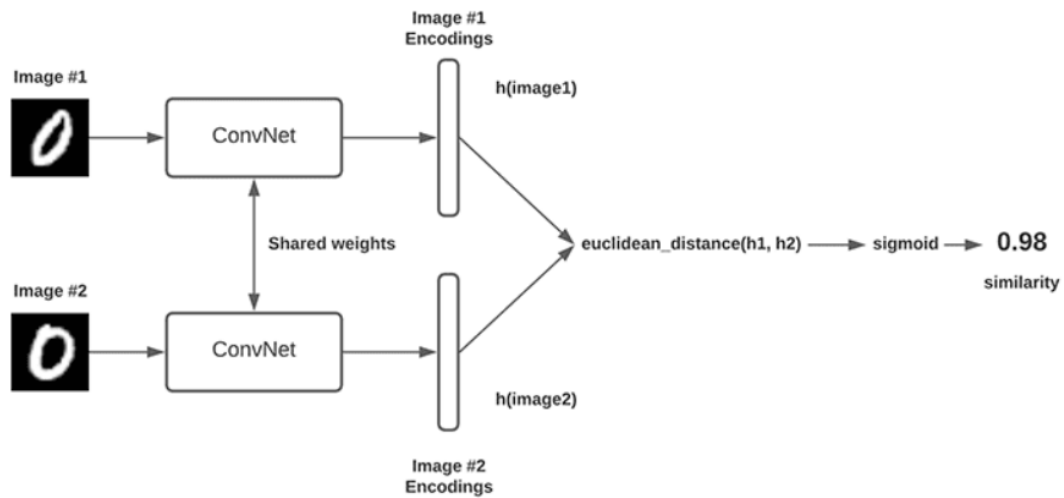 Image #1
Encodings
Image #1
h(image1)
ConvNet
Shared weights
euclidean_distance(h1, h2)
sigmoid
0.98
similarity
Image #2
ConvNet
h(image2)
Image #2
Encodings